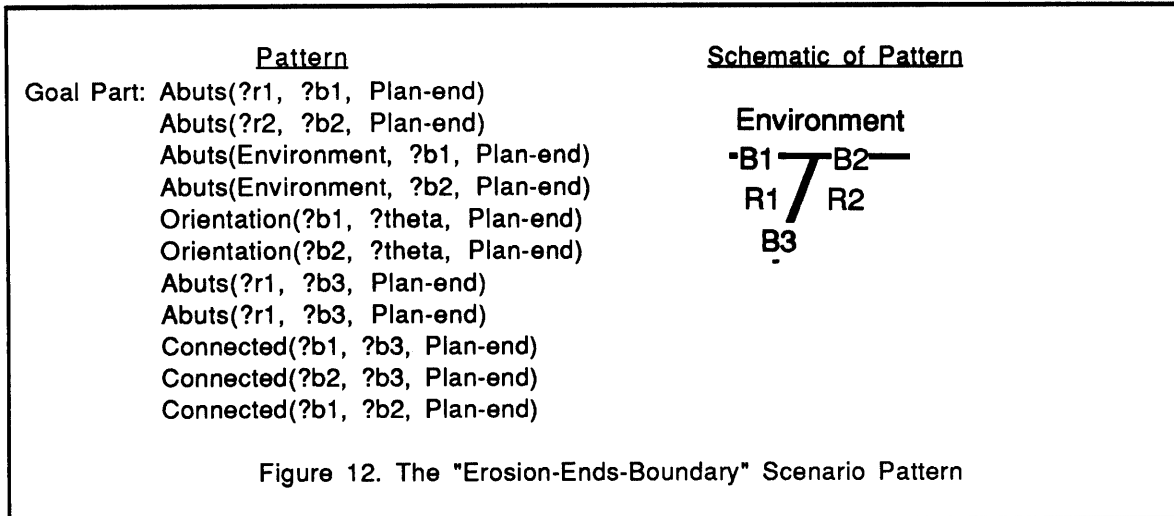 Pattern
Goal Part: Abuts(?r1, ?b1, Plan-end)
Abuts(?r2, ?b2, Plan-end)
Abuts(Environment, ?b1, Plan-end)
Abuts(Environment, ?b2, Plan-end)
Orientation(?b1, ?theta, Plan-end)
Orientation(?b2, ?theta, Plan-end)
Abuts(?r1, ?b3, Plan-end)
Abuts(?r1, ?b3, Plan-end)
Connected(?b1, ?b3, Plan-end)
Connected(?b2, ?b3, Plan-end)
Connected(?b1, ?b2, Plan-end)
Schematic of Pattern
Environment
B1 B2
R1 R2
B3
Figure 12. The "Erosion-Ends-Boundary" Scenario Pattern